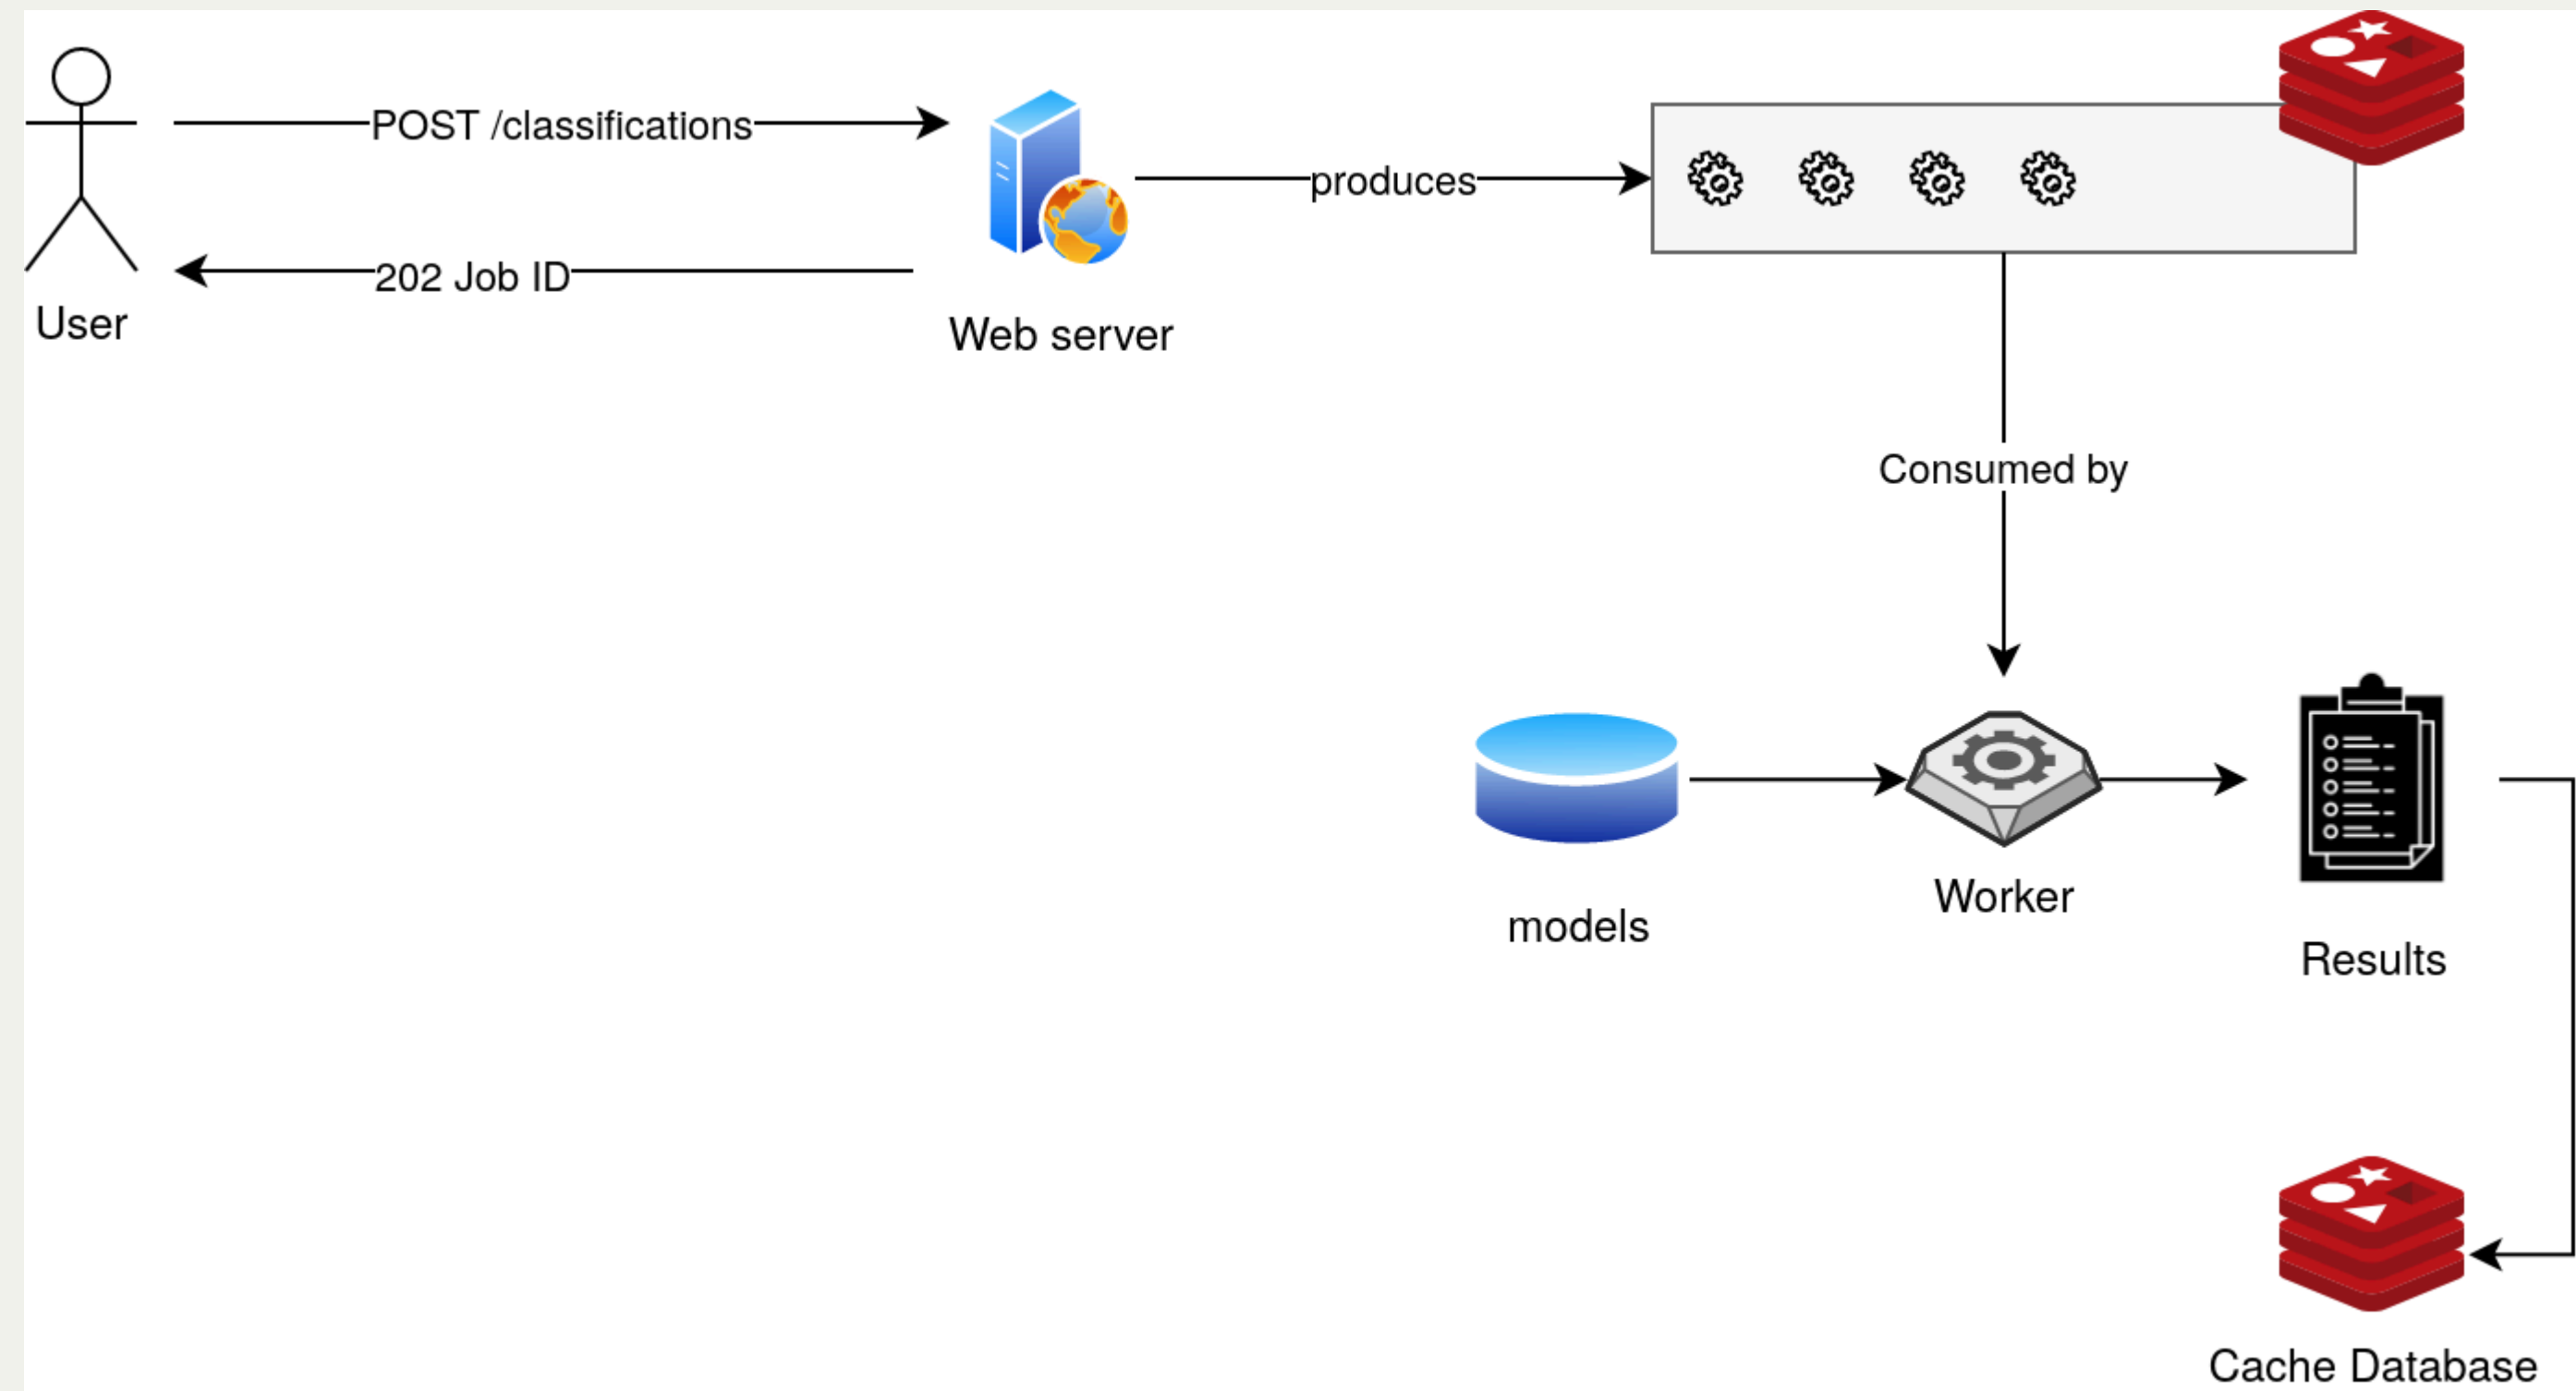 POST /classifications
produces
202 Job ID
User
Web server
Consumed by
models
Worker
Results
Cache Database